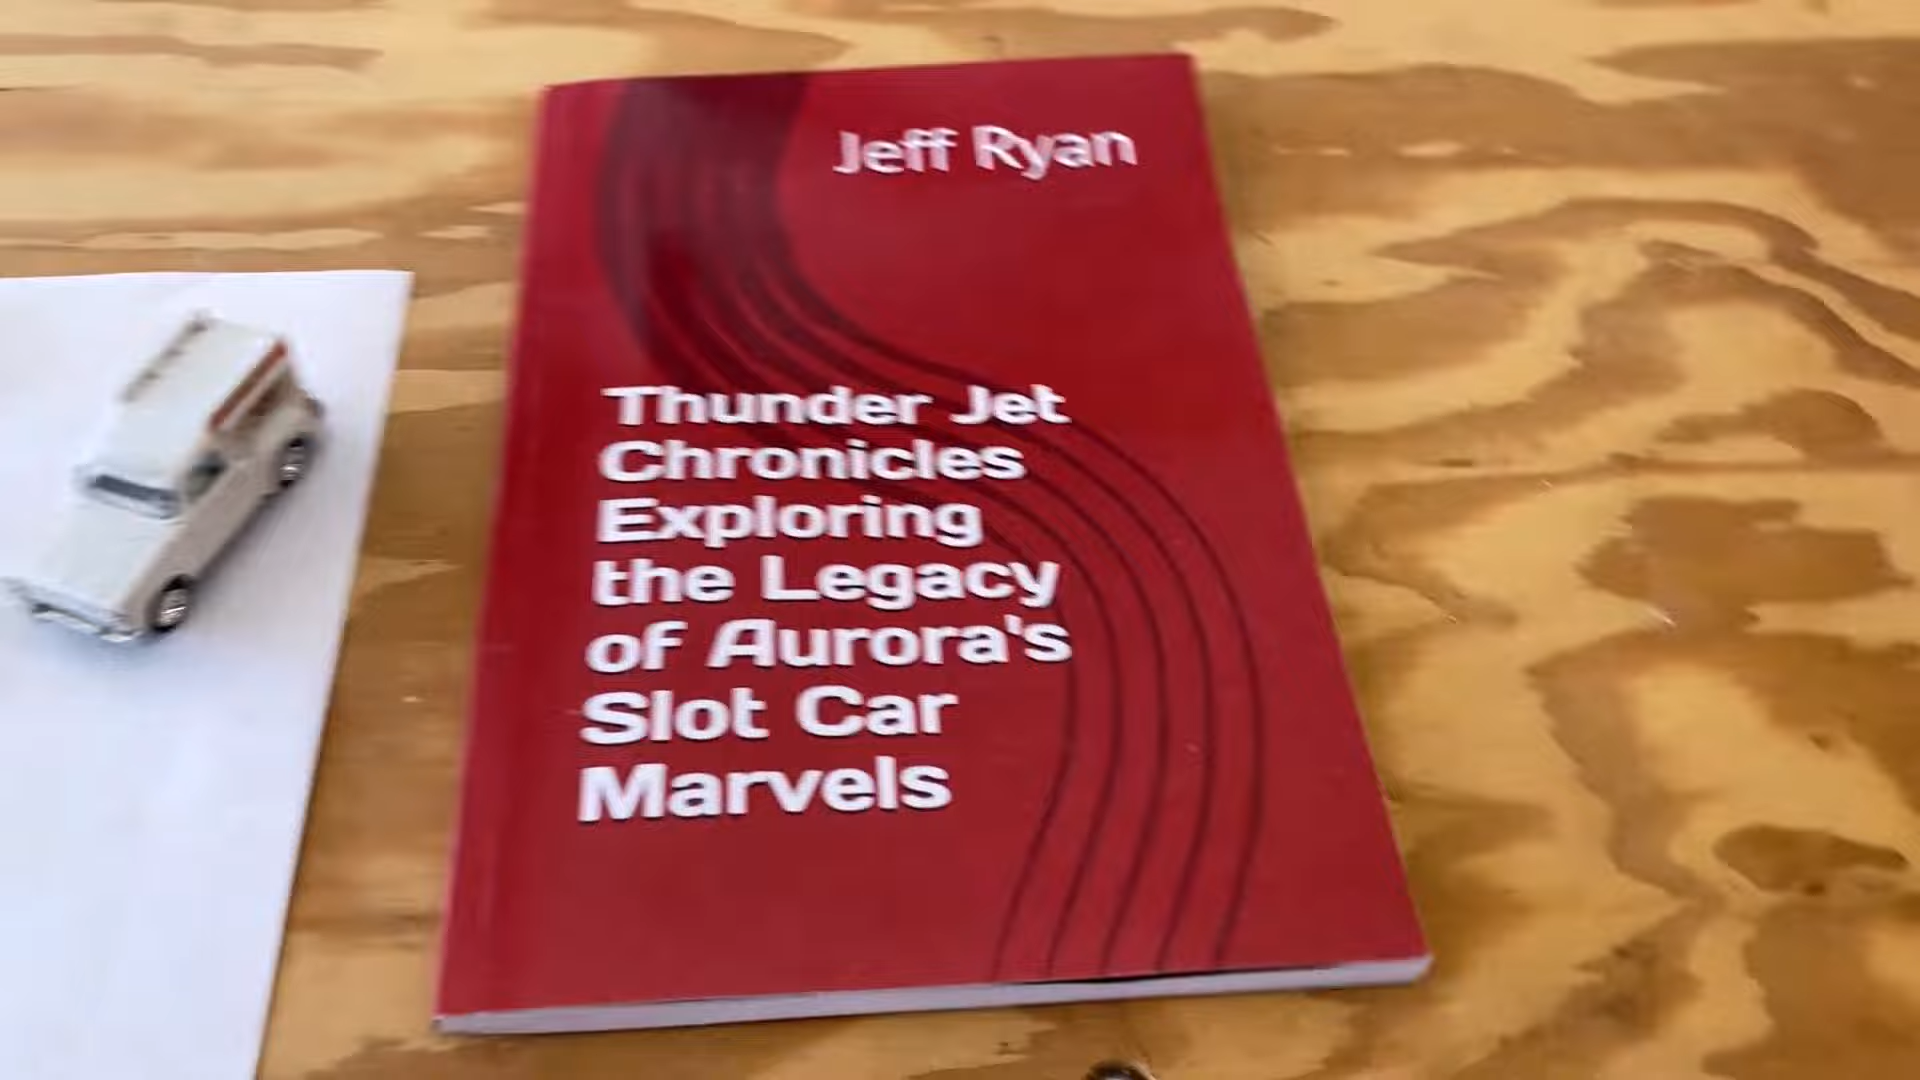 Jeff Ryan
Thunder Jet
Chronicles
Exploring
the Legacy
of Aurora's
Slot Car
Marvels